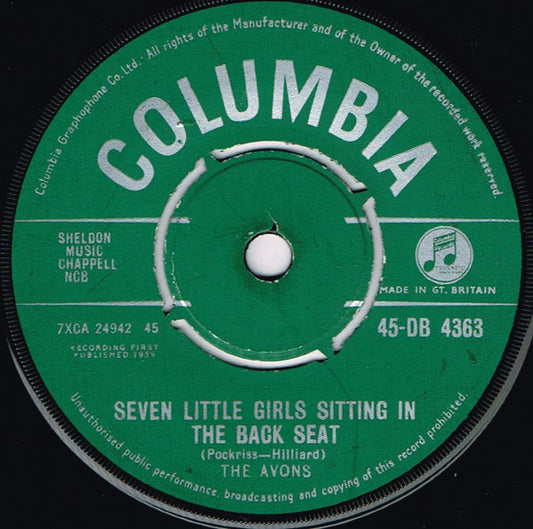 Columbia Graphophone Co. Ltd. · All rights of the Manufacturer and of the Owner of the recorded work reserved.
COLUMBIA
SHELDON
MUSIC
CHAPPELL
NCB
MADE IN GT. BRITAIN
7XCA 24942 45
45-DB 4363
RECORDING FIRST
PUBLISHED 1959
SEVEN LITTLE GIRLS SITTING IN
THE BACK SEAT
(Pockriss—Hilliard)
THE AVONS
Unauthorised public performance, broadcasting and copying of this record prohibited.